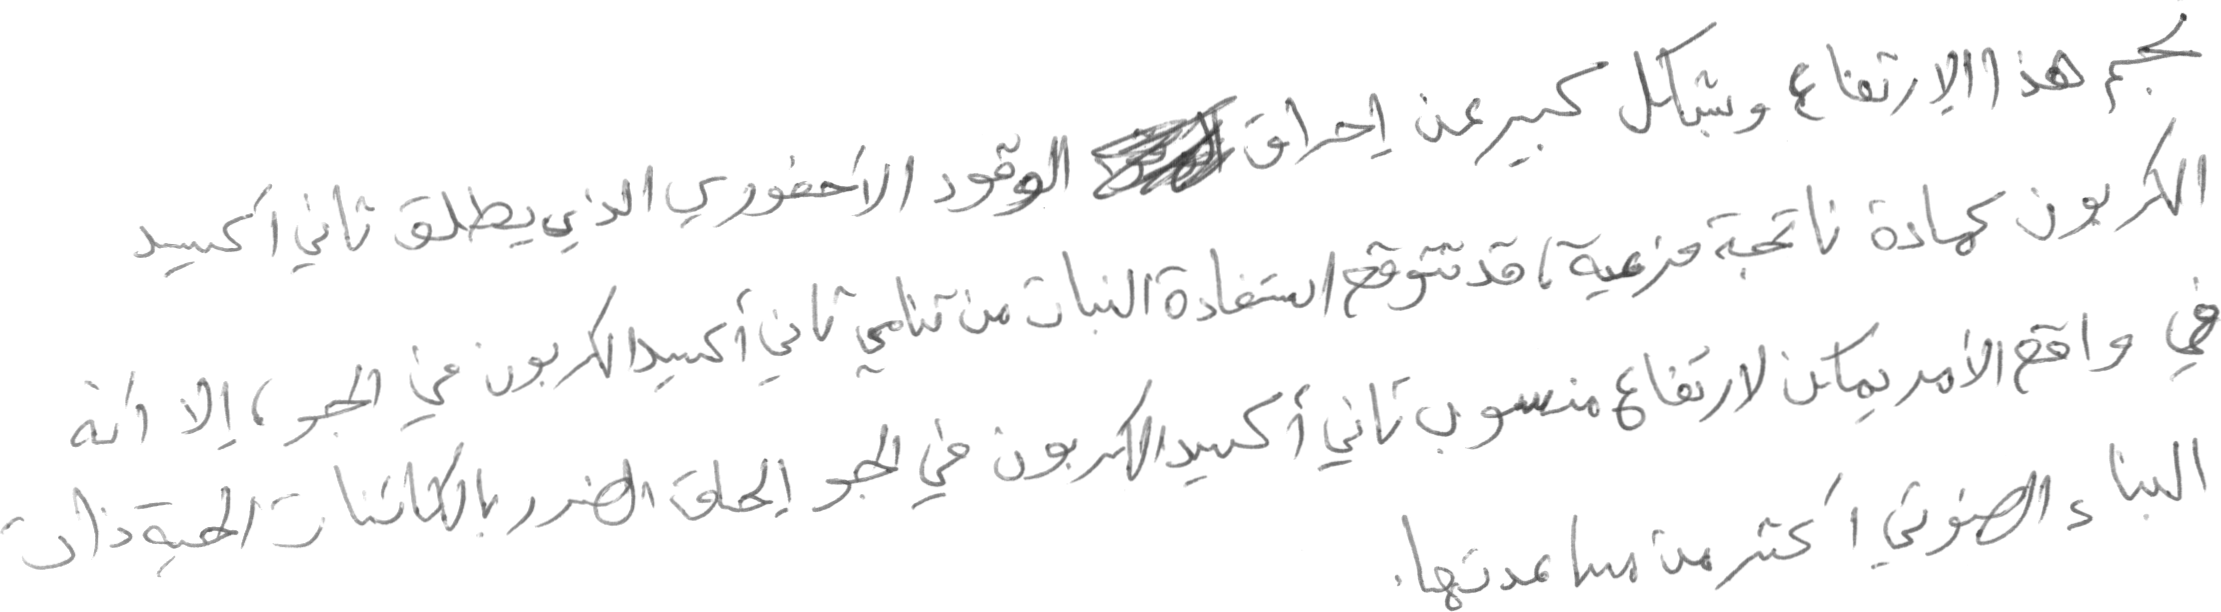 نجم هذا الإرتفاع وبشكل كبير عن إحراق الوقود الأحفوري الذي يطلق ثاني أكسيد
الكربون كمادة ناتجة فرعية، قد تتوقع استفادة النبات من تنامي ثاني أكسيد الكربون في الجو، إلا أنه
في واقع الأمر يمكن لارتفاع منسوب ثاني أكسيد الكربون في الجو إلحاق الضرر بالكائنات الحية ذات
البناء الضوئي أكثر من مساعدتها.